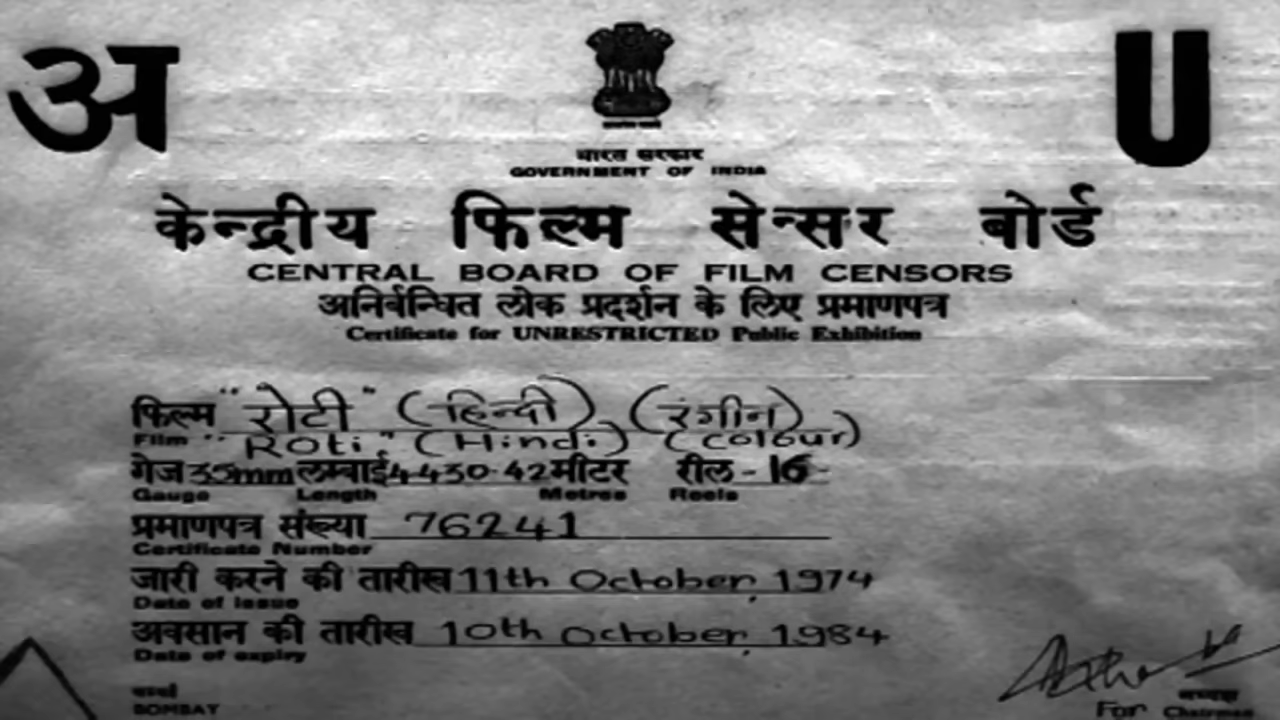 अ U
भारत सरकार
GOVERNMENT OF INDIA
केन्द्रीय फिल्म सेन्सर बोर्ड
CENTRAL BOARD OF FILM CENSORS
अनिर्बन्धित लोक प्रदर्शन के लिए प्रमाणपत्र
Certificate for UNRESTRICTED Public Exhibition
फिल्म "रोटी" (हिन्दी) (रंगीन)
Film "ROti" (Hindi) (colour)
गेज 35mm लम्बाई 4430.42 मीटर रील - 16
Gauge Length Metres Reels
प्रमाणपत्र संख्या 76241
Certificate Number
जारी करने की तारीख 11th October, 1974
Date of issue
अवसान की तारीख 10th October, 1984
Date of expiry
बम्बई अध्यक्ष
BOMBAY For Chairman